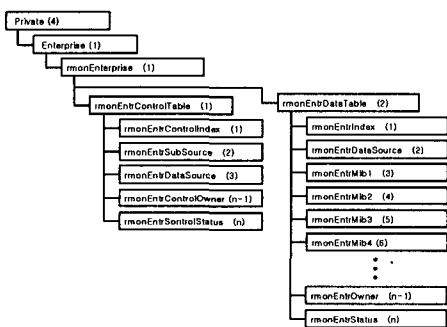 Private (4)
Enterprise (1)
rmonEnterprise (1)
rmonEntrControlTable (1)
rmonEntrControlIndex (1)
rmonEntrSubSource (2)
rmonEntrDataSource (3)
rmonEntrControlOwner (n-1)
rmonEntrSontrolStatus (n)
rmonEntrDataTable (2)
rmonEntrIndex (1)
rmonEntrDataSource (2)
rmonEntrMib1 (3)
rmonEntrMib2 (4)
rmonEntrMib3 (5)
rmonEntrMib4 (6)
rmonEntrOwner (n-1)
rmonEntrStatus (n)